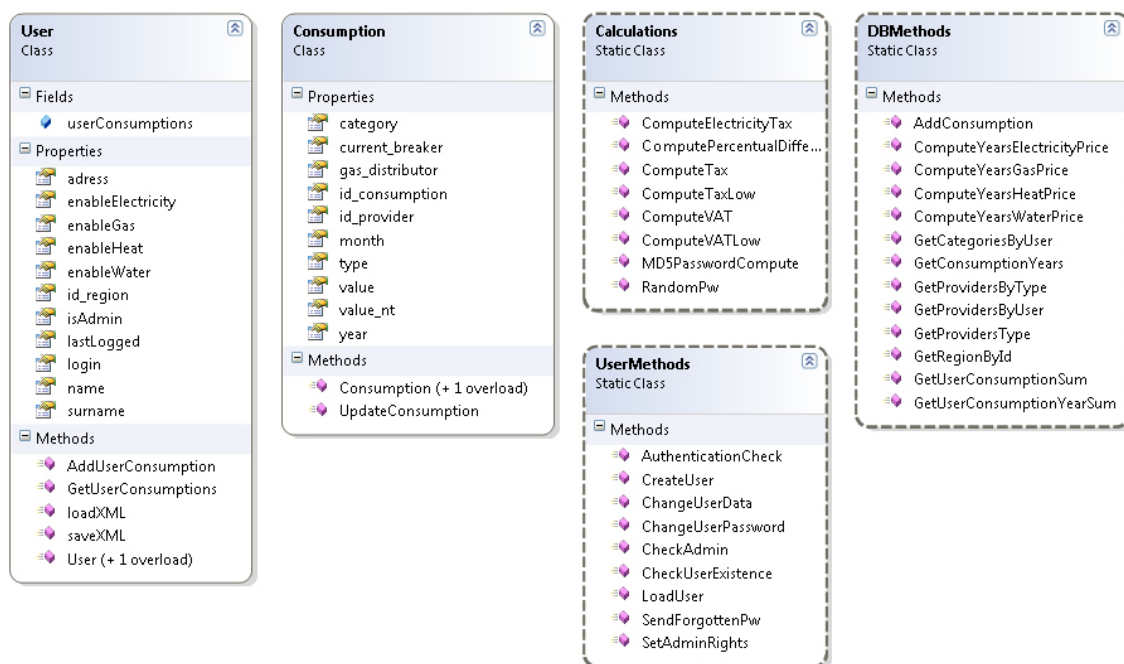 User
Class
Fields
userConsumptions
Properties
adress
enableElectricity
enableGas
enableHeat
enableWater
id_region
isAdmin
lastLogged
login
name
surname
Methods
AddUserConsumption
GetUserConsumptions
loadXML
saveXML
User (+ 1 overload)
Consumption
Class
Properties
category
current_breaker
gas_distributor
id_consumption
id_provider
month
type
value
value_nt
year
Methods
Consumption (+ 1 overload)
UpdateConsumption
Calculations
Static Class
Methods
ComputeElectricityTax
ComputePercentualDiffe...
ComputeTax
ComputeTaxLow
ComputeVAT
ComputeVATLow
MD5PasswordCompute
RandomPw
UserMethods
Static Class
Methods
AuthenticationCheck
CreateUser
ChangeUserData
ChangeUserPassword
CheckAdmin
CheckUserExistence
LoadUser
SendForgottenPw
SetAdminRights
DBMethods
Static Class
Methods
AddConsumption
ComputeYearsElectricityPrice
ComputeYearsGasPrice
ComputeYearsHeatPrice
ComputeYearsWaterPrice
GetCategoriesByUser
GetConsumptionYears
GetProvidersByType
GetProvidersByUser
GetProvidersType
GetRegionById
GetUserConsumptionSum
GetUserConsumptionYearSum